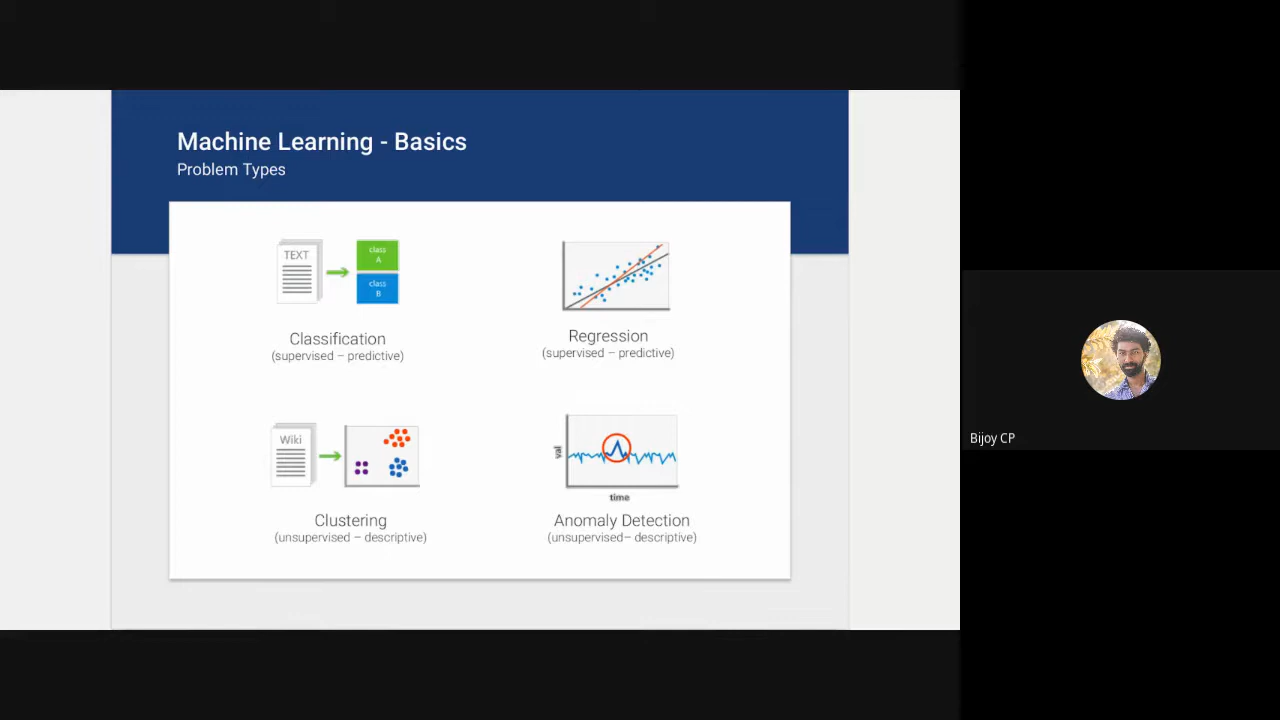 Machine Learning - Basics
Problem Types
TEXT
class
A
class
B
Classification
(supervised – predictive)
Regression
(supervised – predictive)
Wiki
Clustering
(unsupervised – descriptive)
val
time
Anomaly Detection
(unsupervised– descriptive)
Bijoy CP